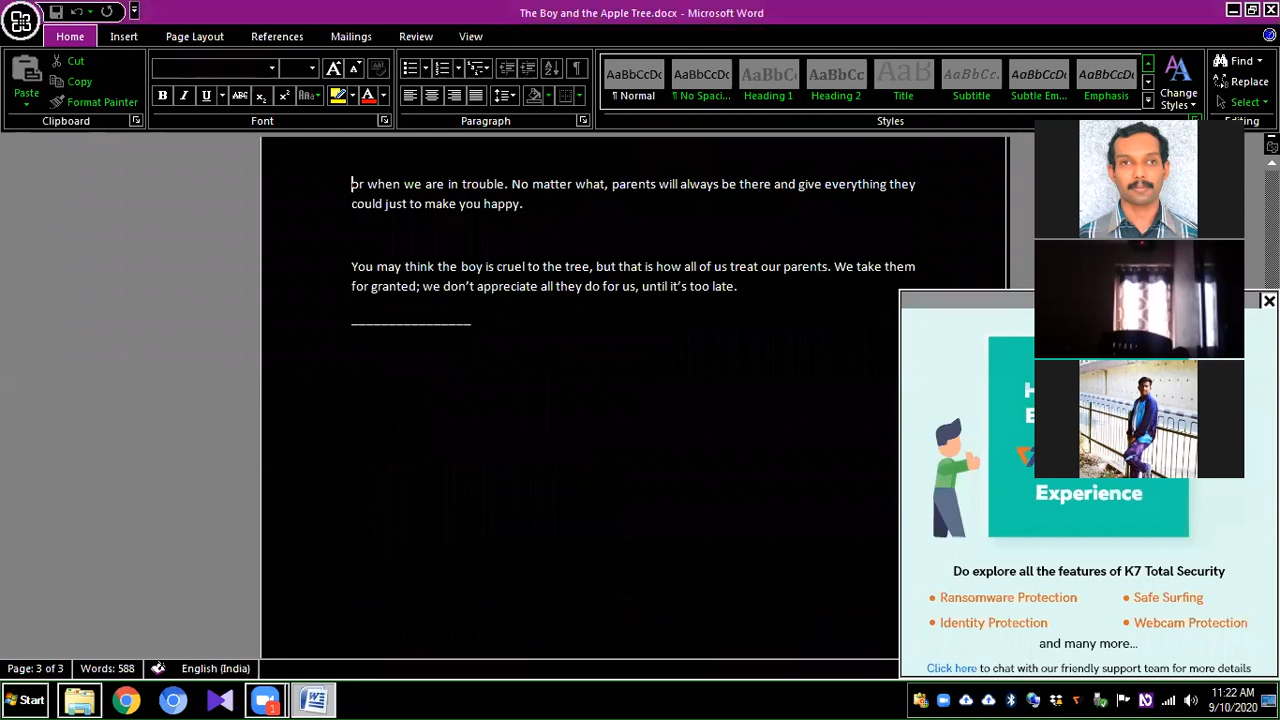 The Boy and the Apple Tree.docx - Microsoft Word
Home Insert Page Layout References Mailings Review View
Paste
Cut
Copy
Format Painter
Clipboard
Font
Paragraph
AaBbCcDc AaBbCcDc AaBbCc AaBbCc AaB AaBbCc. AaBbCcDc AaBbCcDc
¶ Normal ¶ No Spaci... Heading 1 Heading 2 Title Subtitle Subtle Em... Emphasis
Styles
Change
Styles
Find
Replace
Select
Editing
or when we are in trouble. No matter what, parents will always be there and give everything they
could just to make you happy.
You may think the boy is cruel to the tree, but that is how all of us treat our parents. We take them
for granted; we don't appreciate all they do for us, until it's too late.
________________
Experience
Do explore all the features of K7 Total Security
• Ransomware Protection • Safe Surfing
• Identity Protection • Webcam Protection
and many more...
Click here to chat with our friendly support team for more details
Page: 3 of 3 Words: 588 English (India)
Start
1
11:22 AM
9/10/2020